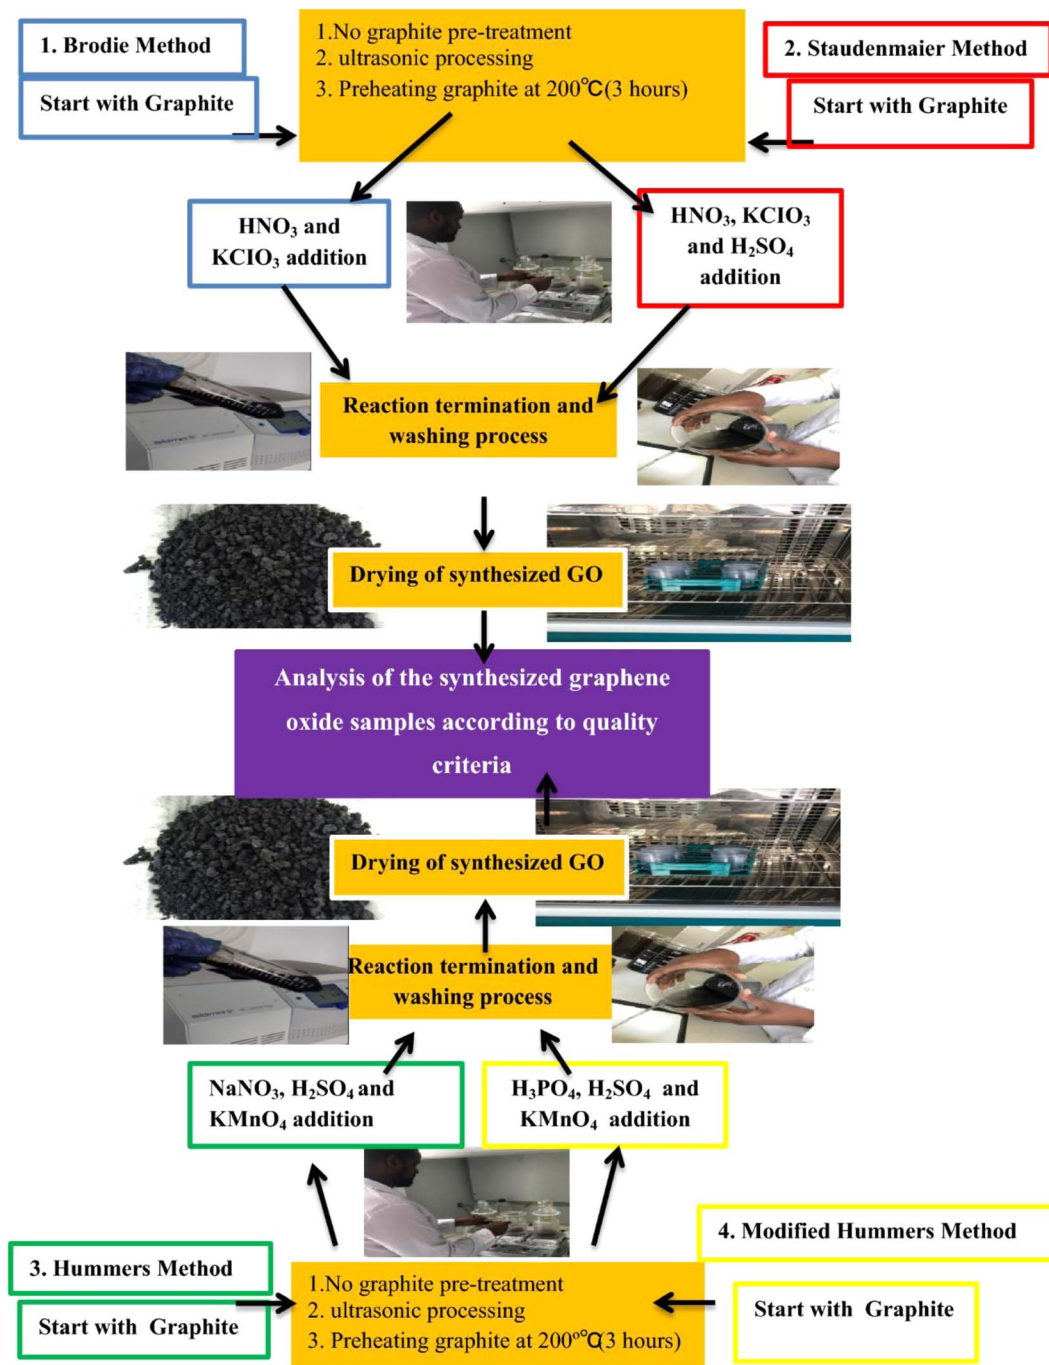 1. Brodie Method
Start with Graphite
1.No graphite pre-treatment
2. ultrasonic processing
3. Preheating graphite at 200℃(3 hours)
2. Staudenmaier Method
Start with Graphite
HNO₃ and
KCIO₃ addition
HNO₃, KCIO₃
and H₂SO₄
addition
Reaction termination and
washing process
Drying of synthesized GO
Analysis of the synthesized graphene
oxide samples according to quality
criteria
Drying of synthesized GO
Reaction termination and
washing process
NaNO₃, H₂SO₄ and
KMnO₄ addition
H₃PO₄, H₂SO₄ and
KMnO₄ addition
3. Hummers Method
Start with Graphite
1.No graphite pre-treatment
2. ultrasonic processing
3. Preheating graphite at 200º℃(3 hours)
4. Modified Hummers Method
Start with Graphite